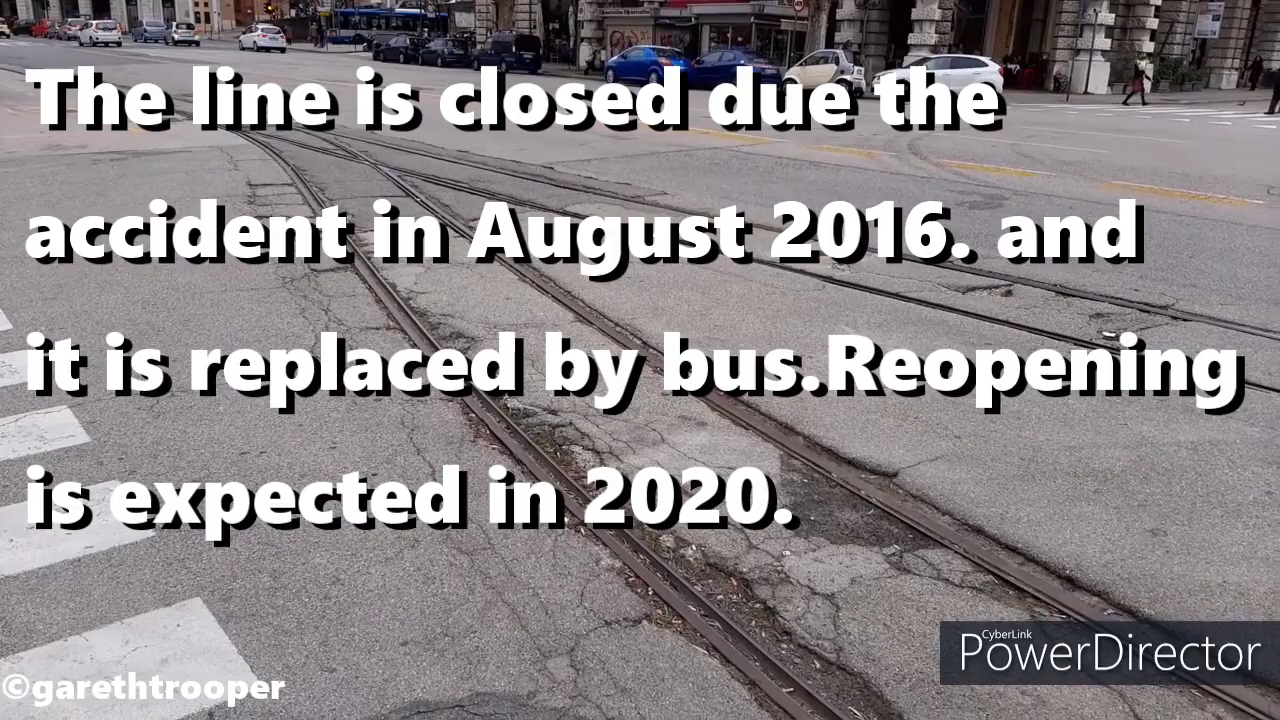 The line is closed due the
accident in August 2016. and
it is replaced by bus.Reopening
is expected in 2020.
CyberLink
PowerDirector
©garethtrooper